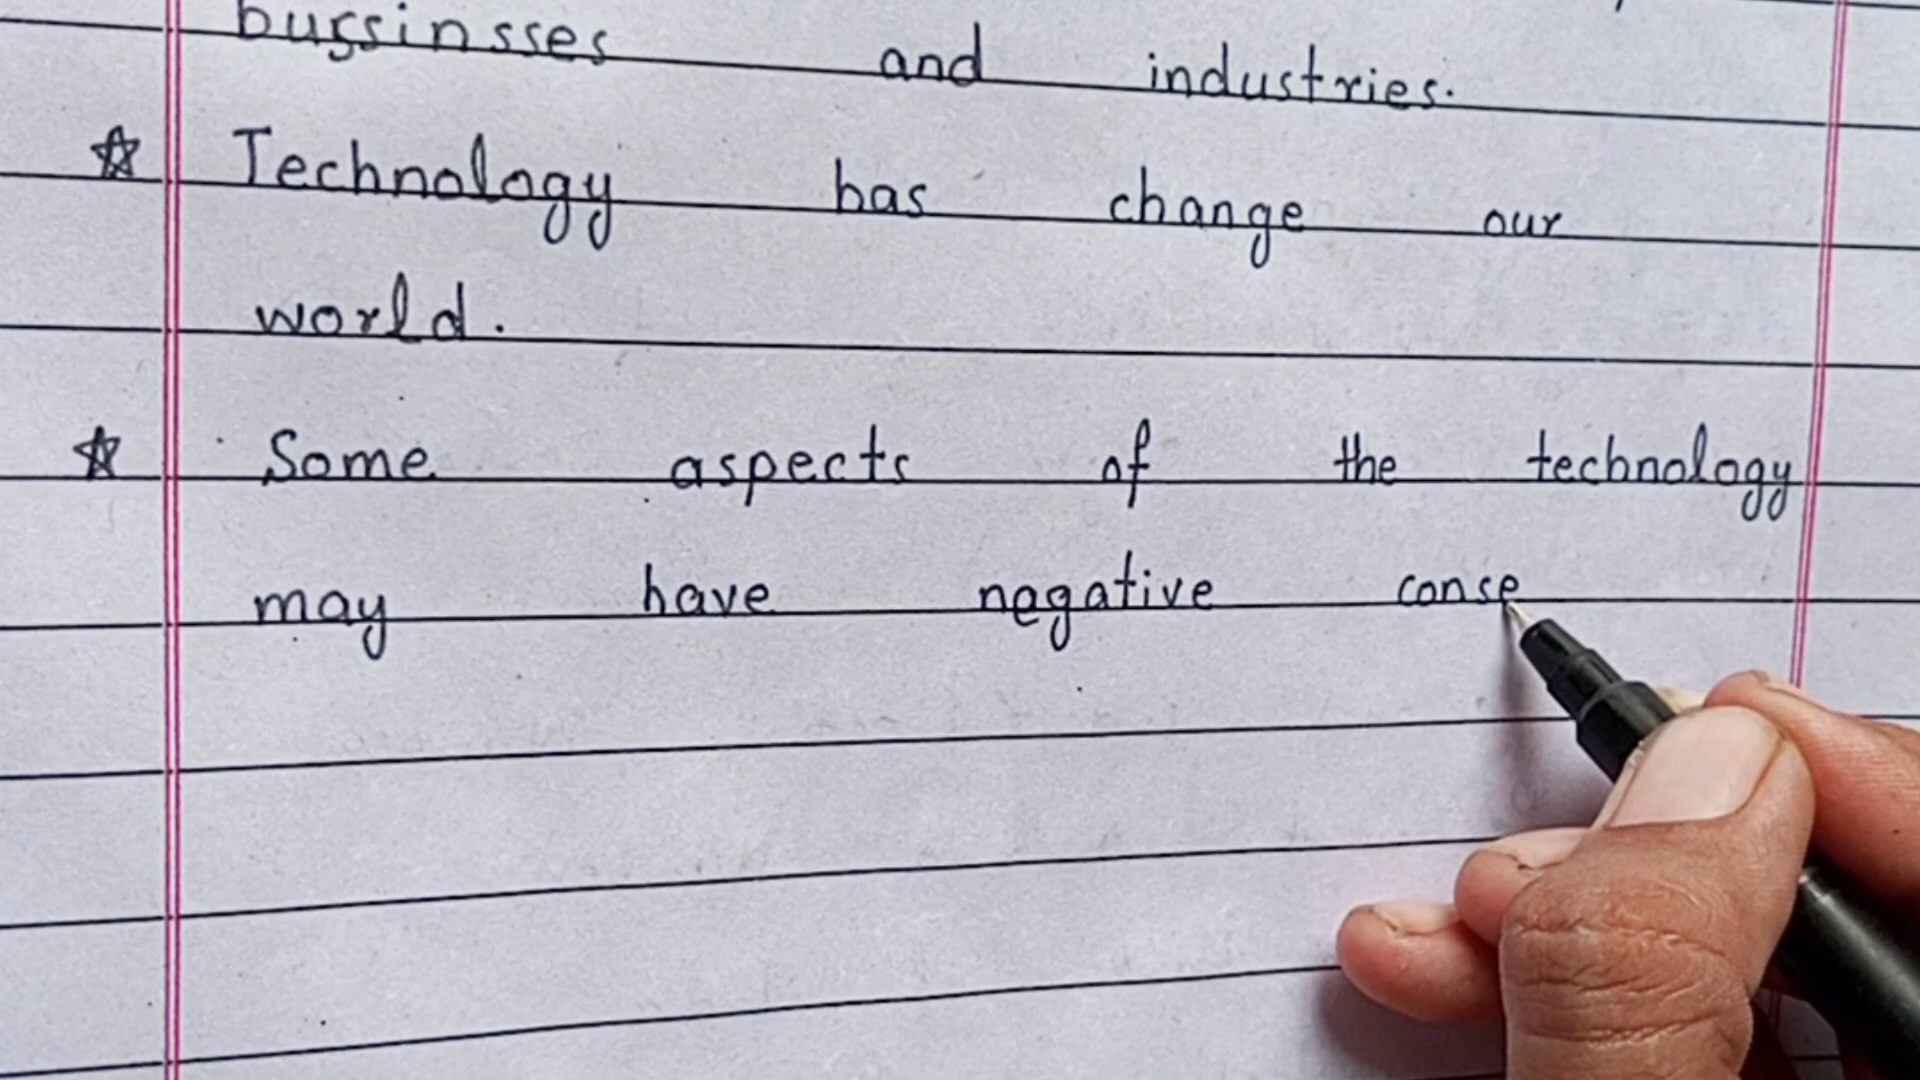 bussinsses and industries.
☆ Technology has change our
world.
☆ Some aspects of the technology
may have negative conse